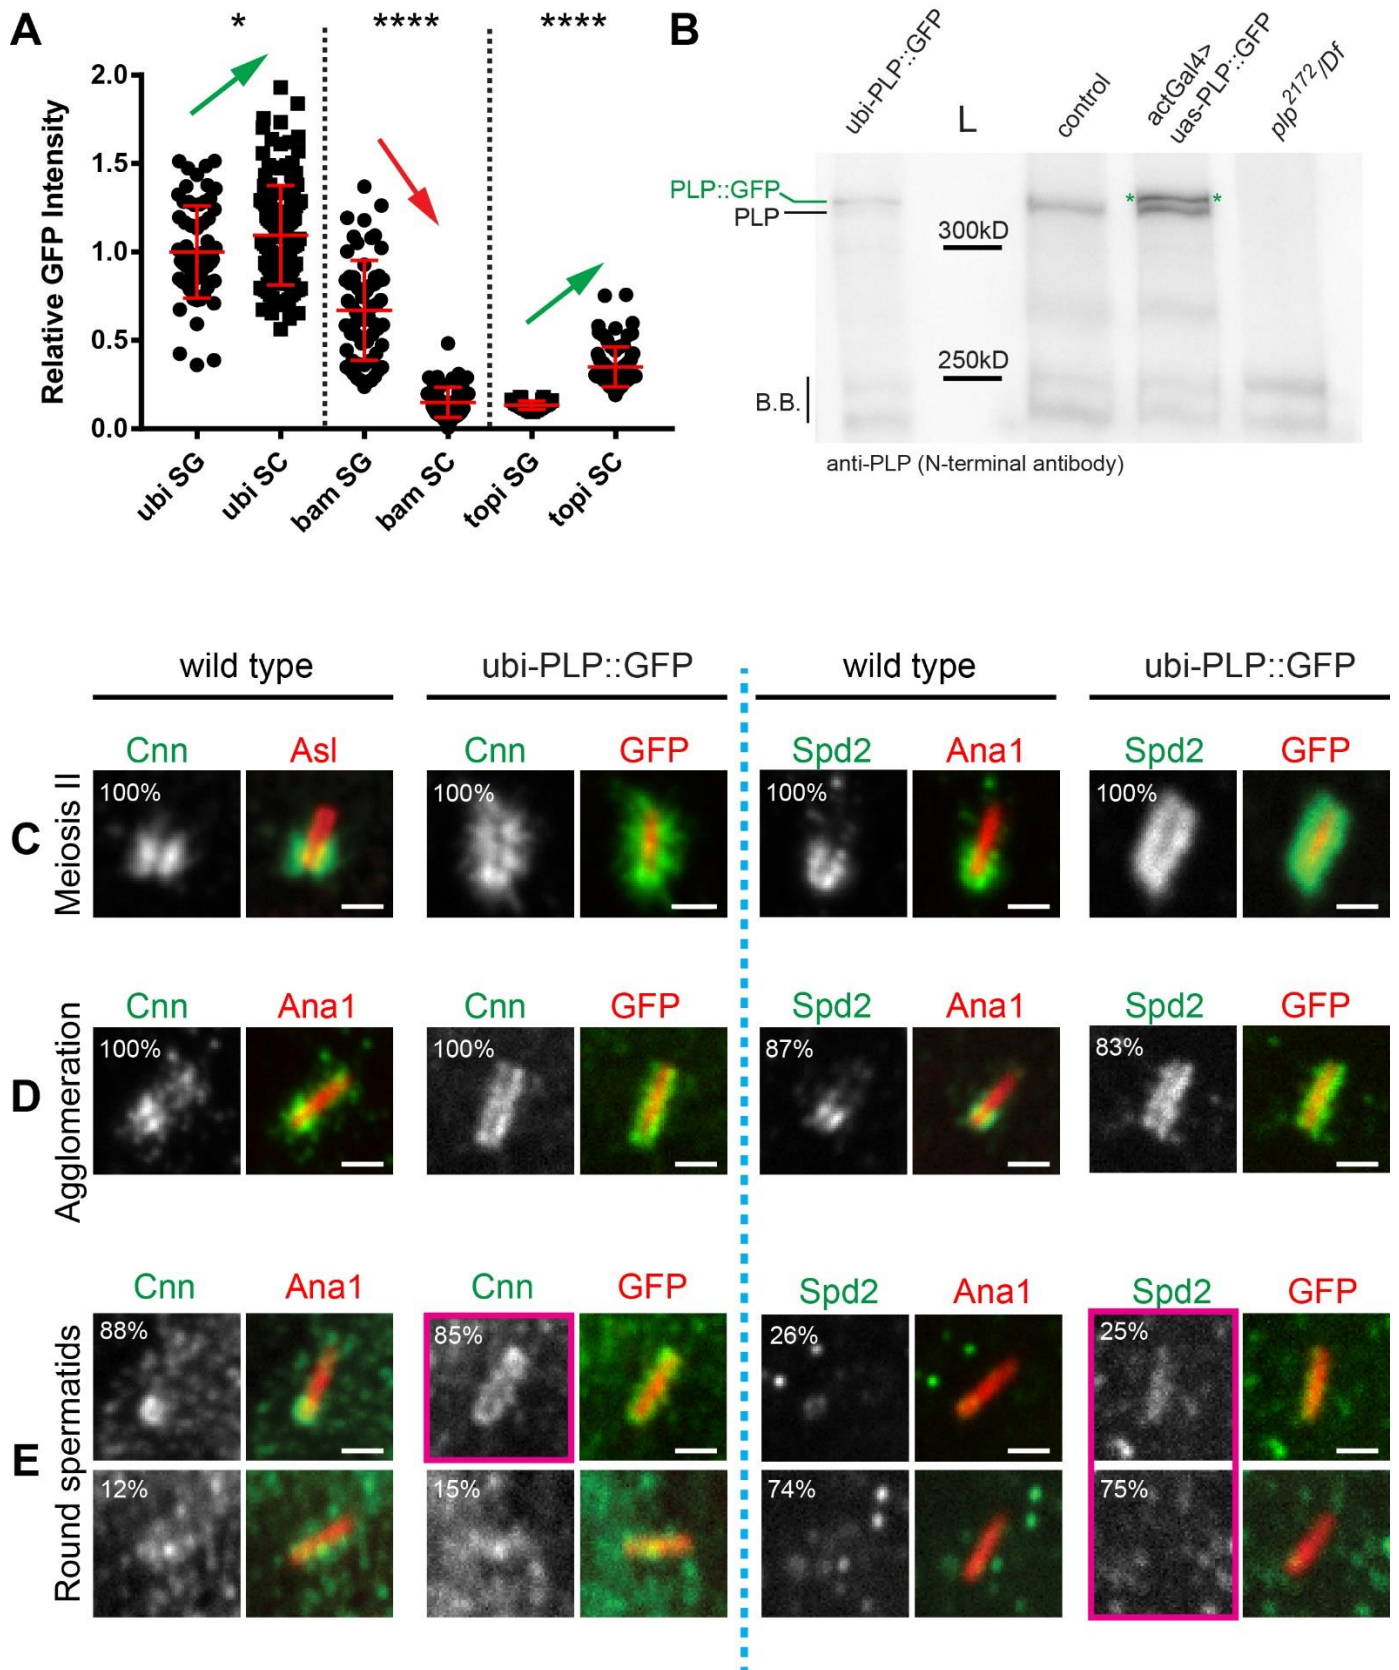 A
* **** ****
Relative GFP Intensity
2.0
1.5
1.0
0.5
0.0
ubi SG
ubi SC
bam SG
bam SC
topi SG
topi SC
B
ubi-PLP::GFP
L
control
actGal4>
uas-PLP::GFP
plp2172/Df
PLP::GFP
* *
PLP
300kD
250kD
B.B.
anti-PLP (N-terminal antibody)
wild type ubi-PLP::GFP wild type ubi-PLP::GFP
C
Meiosis II
Cnn Asl Cnn GFP Spd2 Ana1 Spd2 GFP
100% 100% 100% 100%
D
Agglomeration
Cnn Ana1 Cnn GFP Spd2 Ana1 Spd2 GFP
100% 100% 87% 83%
E
Round spermatids
Cnn Ana1 Cnn GFP Spd2 Ana1 Spd2 GFP
88% 85% 26% 25%
12% 15% 74% 75%